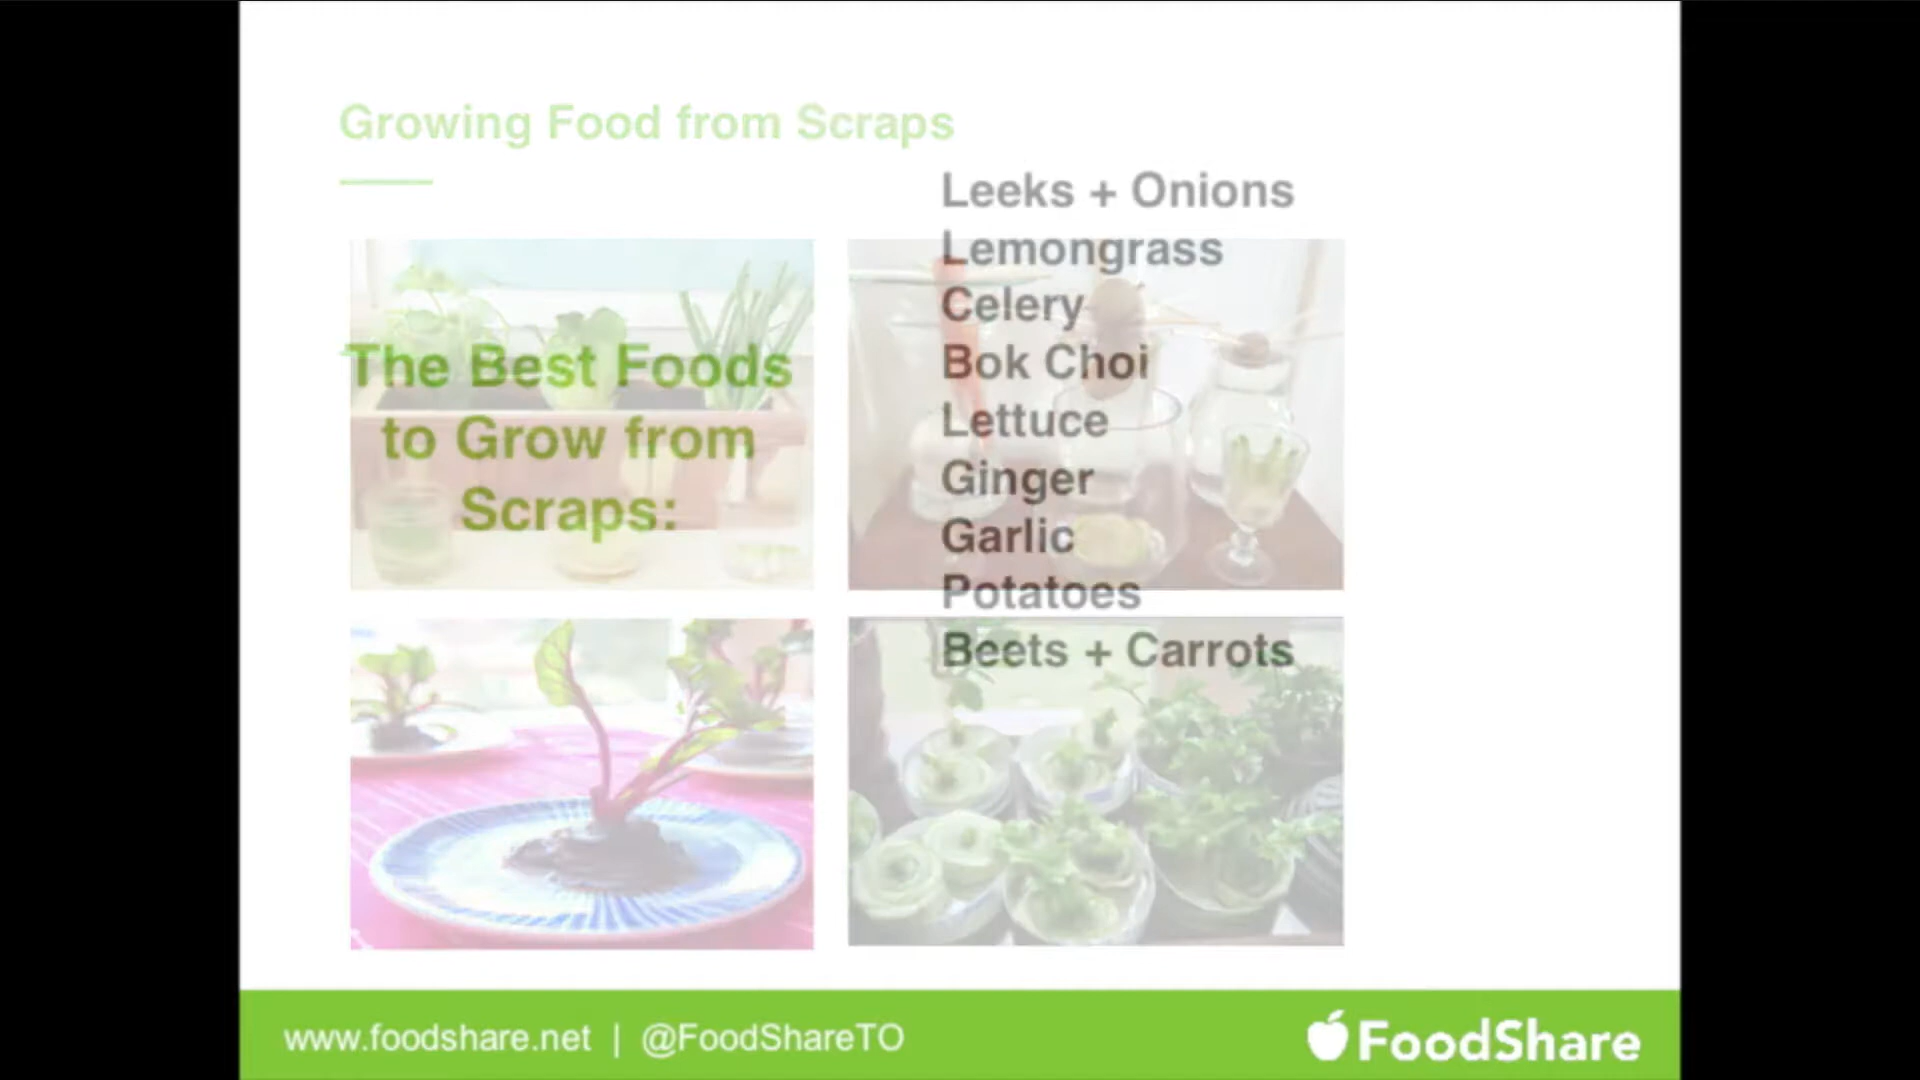 Growing Food from Scraps
The Best Foods
to Grow from
Scraps:
Leeks + Onions
Lemongrass
Celery
Bok Choi
Lettuce
Ginger
Garlic
Potatoes
Beets + Carrots
www.foodshare.net | @FoodShareTO
FoodShare